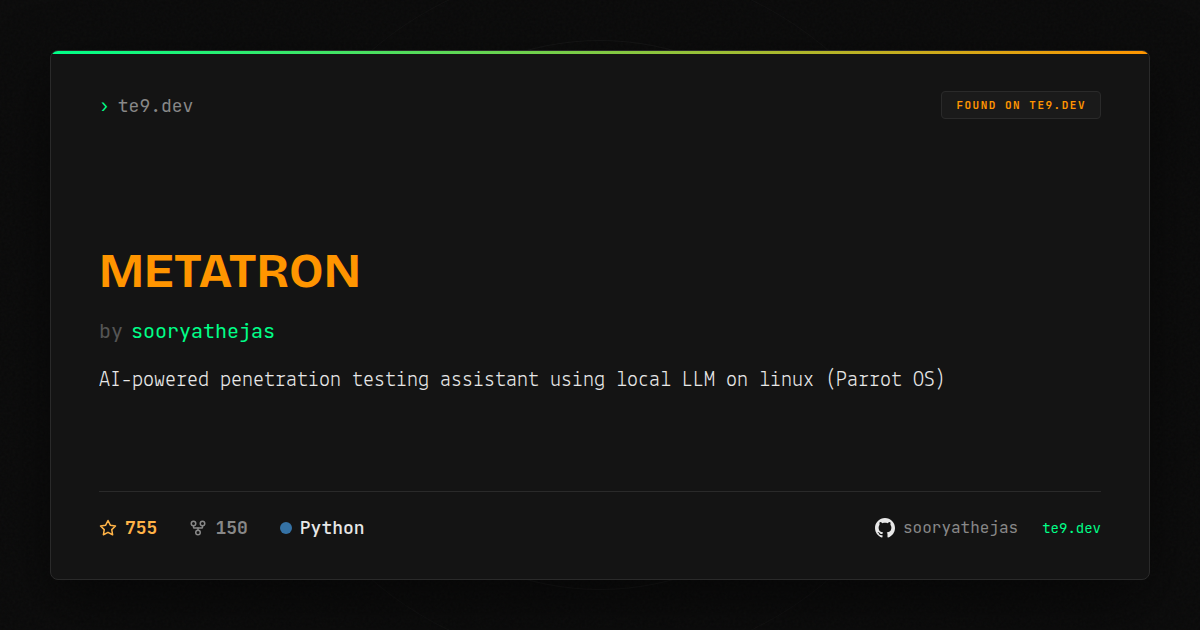 › te9.dev
FOUND ON TE9.DEV
METATRON
by sooryathejas
AI-powered penetration testing assistant using local LLM on linux (Parrot OS)
755 150 Python
sooryathejas te9.dev